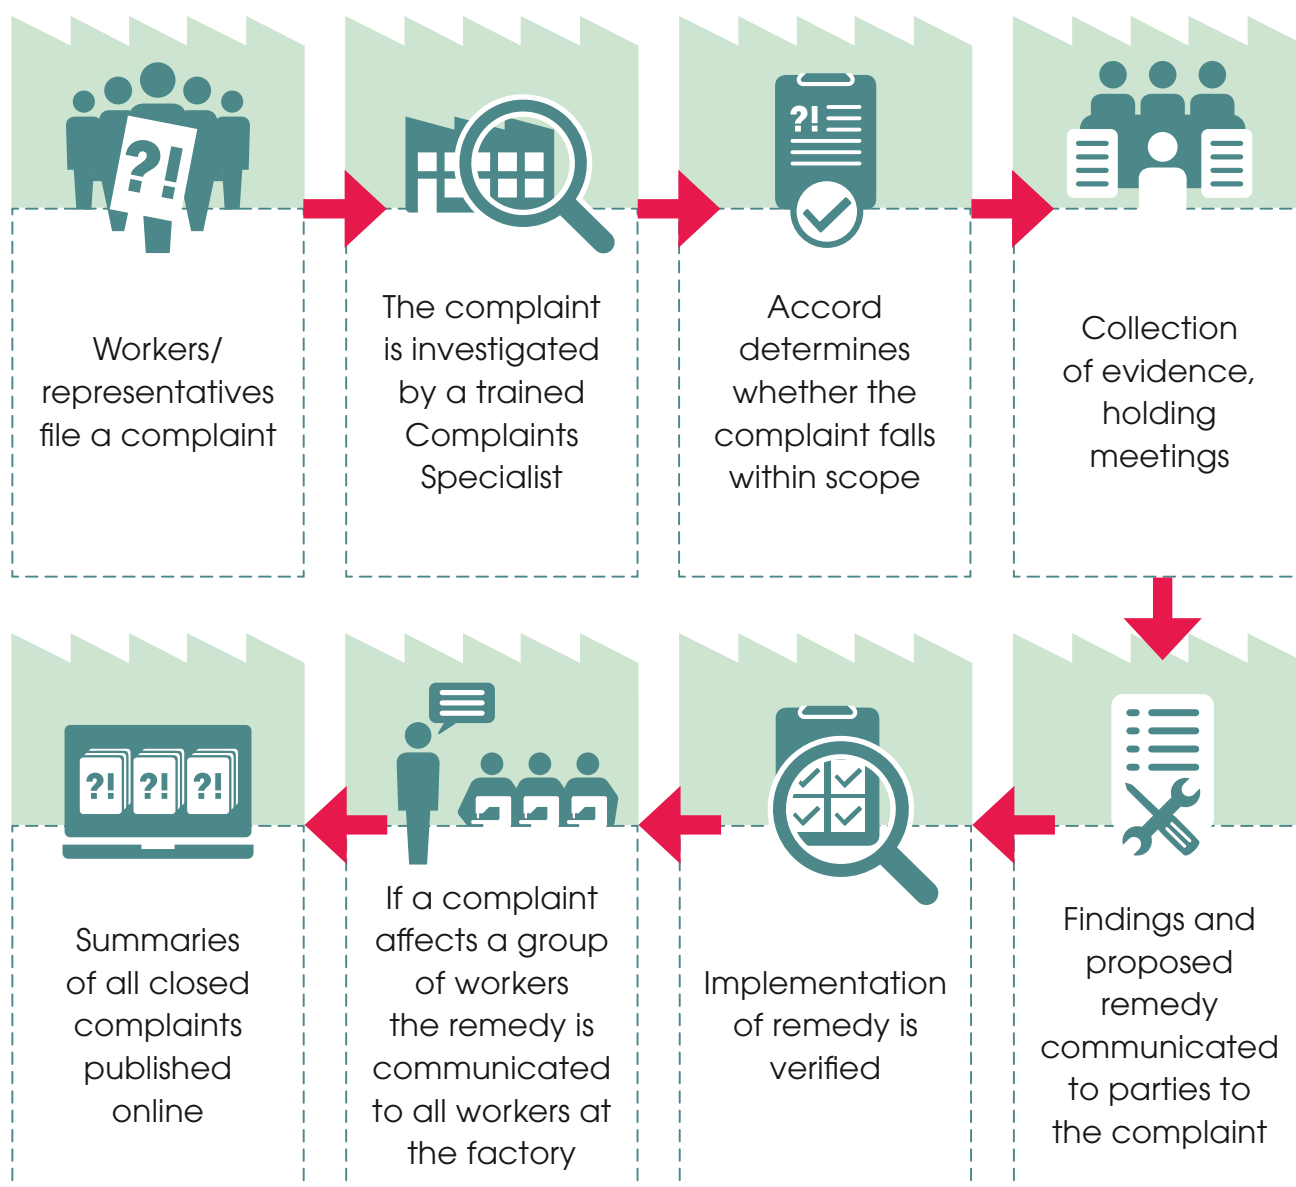 ?!
Workers/
representatives
file a complaint
The complaint
is investigated
by a trained
Complaints
Specialist
?!
Accord
determines
whether the
complaint falls
within scope
Collection
of evidence,
holding
meetings
Findings and
proposed
remedy
communicated
to parties to
the complaint
Implementation
of remedy is
verified
If a complaint
affects a group
of workers
the remedy is
communicated
to all workers at
the factory
?! ?! ?!
Summaries
of all closed
complaints
published
online